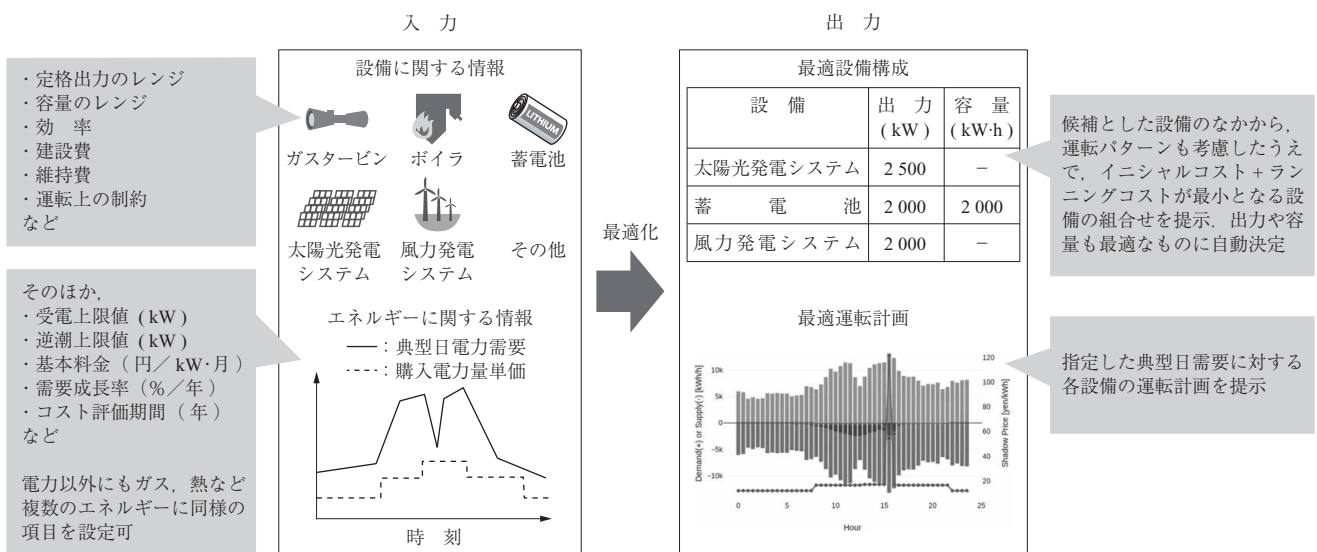 入 力
・定格出力のレンジ
・容量のレンジ
・効 率
・建設費
・維持費
・運転上の制約
など
そのほか,
・受電上限値 ( kW )
・逆潮上限値 ( kW )
・基本料金 ( 円／ kW·月 )
・需要成長率 (%／年 )
・コスト評価期間 ( 年 )
など
電力以外にもガス，熱など
複数のエネルギーに同様の
項目を設定可
設備に関する情報
LITHIUM
ガスタービン ボイラ 蓄電池
太陽光発電 風力発電 その他
システム システム
エネルギーに関する情報
：典型日電力需要
：購入電力量単価
時 刻
最適化
出 力
最適設備構成
設 備 出 力 容 量
( kW ) ( kW·h )
太陽光発電システム 2 500 −
蓄 電 池 2 000 2 000
風力発電システム 2 000 −
最適運転計画
Demand(+) or Supply(-) [kWh/h]
10k
5k
0
−5k
−10k
120
100
80
60
40
20
Shadow Price [yen/kWh]
0 5 10 15 20 25
Hour
候補とした設備のなかから，
運転パターンも考慮したうえ
で，イニシャルコスト + ラン
ニングコストが最小となる設
備の組合せを提示．出力や容
量も最適なものに自動決定
指定した典型日需要に対する
各設備の運転計画を提示